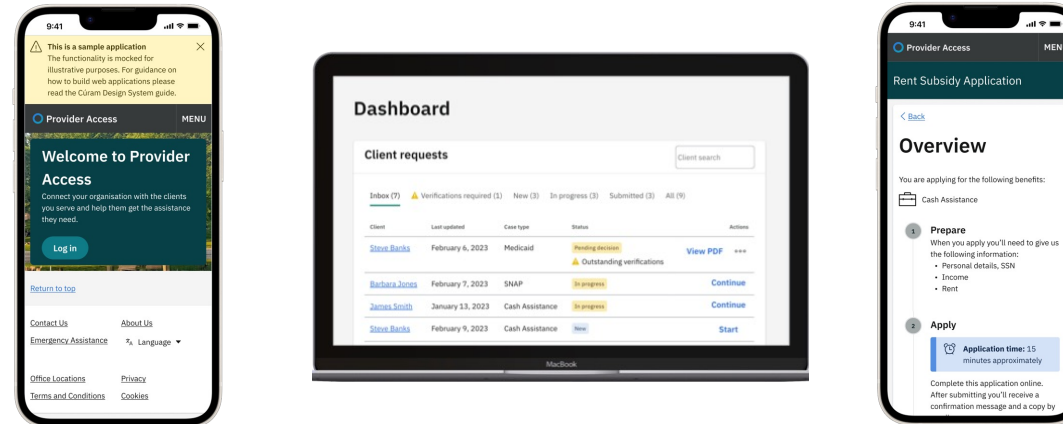 9:41
This is a sample application
The functionality is mocked for
illustrative purposes. For guidance on
how to build web applications please
read the Cúram Design System guide.
Provider Access MENU
Welcome to Provider
Access
Connect your organisation with the clients
you serve and help them get the assistance
they need.
Log in
Return to top
Contact Us About Us
Emergency Assistance Language
Office Locations Privacy
Terms and Conditions Cookies
Dashboard
Client requests Client search
Inbox (7) Verifications required (1) New (3) In progress (3) Submitted (3) All (9)
Client Last updated Case type Status Actions
Steve Banks February 6, 2023 Medicaid Pending decision View PDF
Outstanding verifications
Barbara Jones February 7, 2023 SNAP In progress Continue
James Smith January 13, 2023 Cash Assistance In progress Continue
Steve Banks February 9, 2023 Cash Assistance New Start
MacBook
9:41
Provider Access MEN
Rent Subsidy Application
< Back
Overview
You are applying for the following benefits:
Cash Assistance
1 Prepare
When you apply you'll need to give us
the following information:
• Personal details, SSN
• Income
• Rent
2 Apply
Application time: 15
minutes approximately
Complete this application online.
After submitting you'll receive a
confirmation message and a copy by